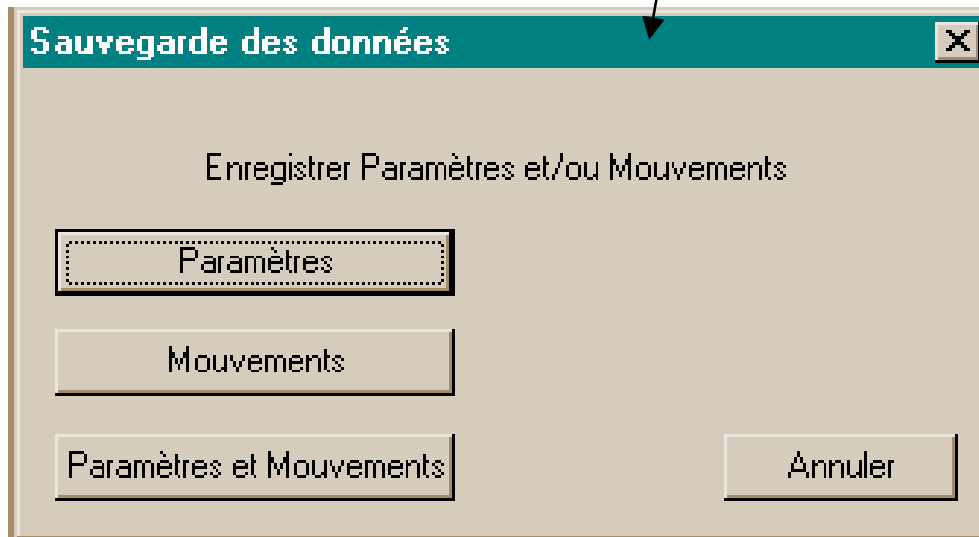 Sauvegarde des données
Enregistrer Paramètres et/ou Mouvements
Paramètres
Mouvements
Paramètres et Mouvements
Annuler